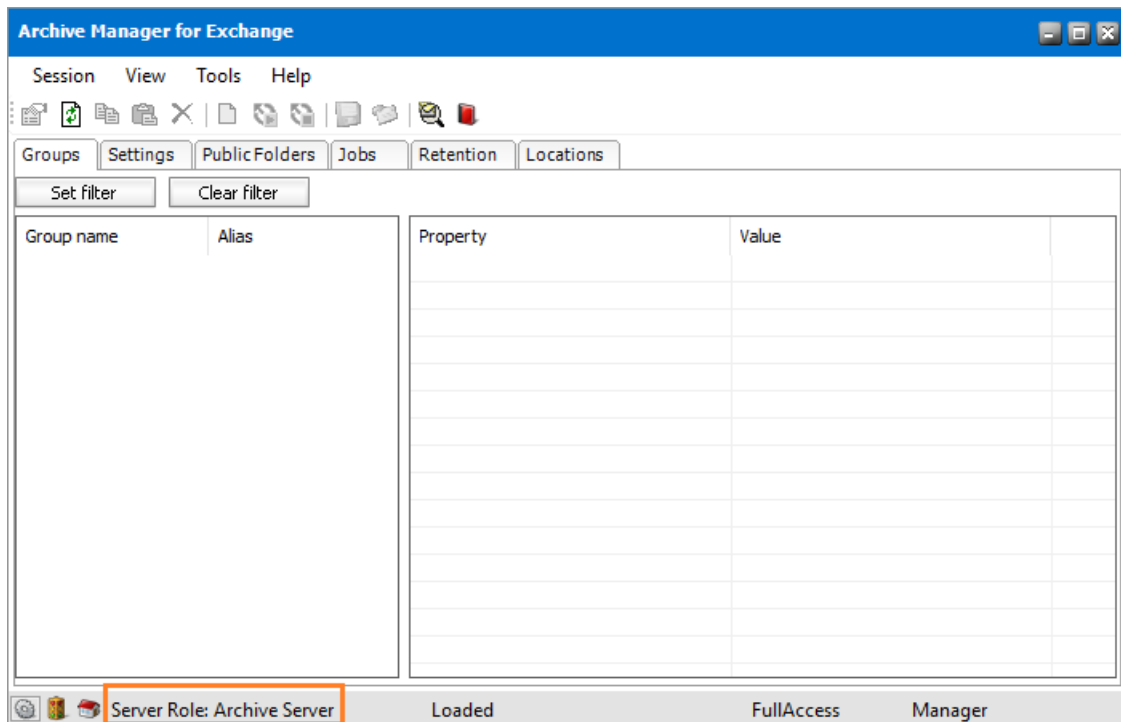 Archive Manager for Exchange
Session View Tools Help
Groups Settings Public Folders Jobs Retention Locations
Set filter Clear filter
Group name Alias Property Value
Server Role: Archive Server Loaded FullAccess Manager